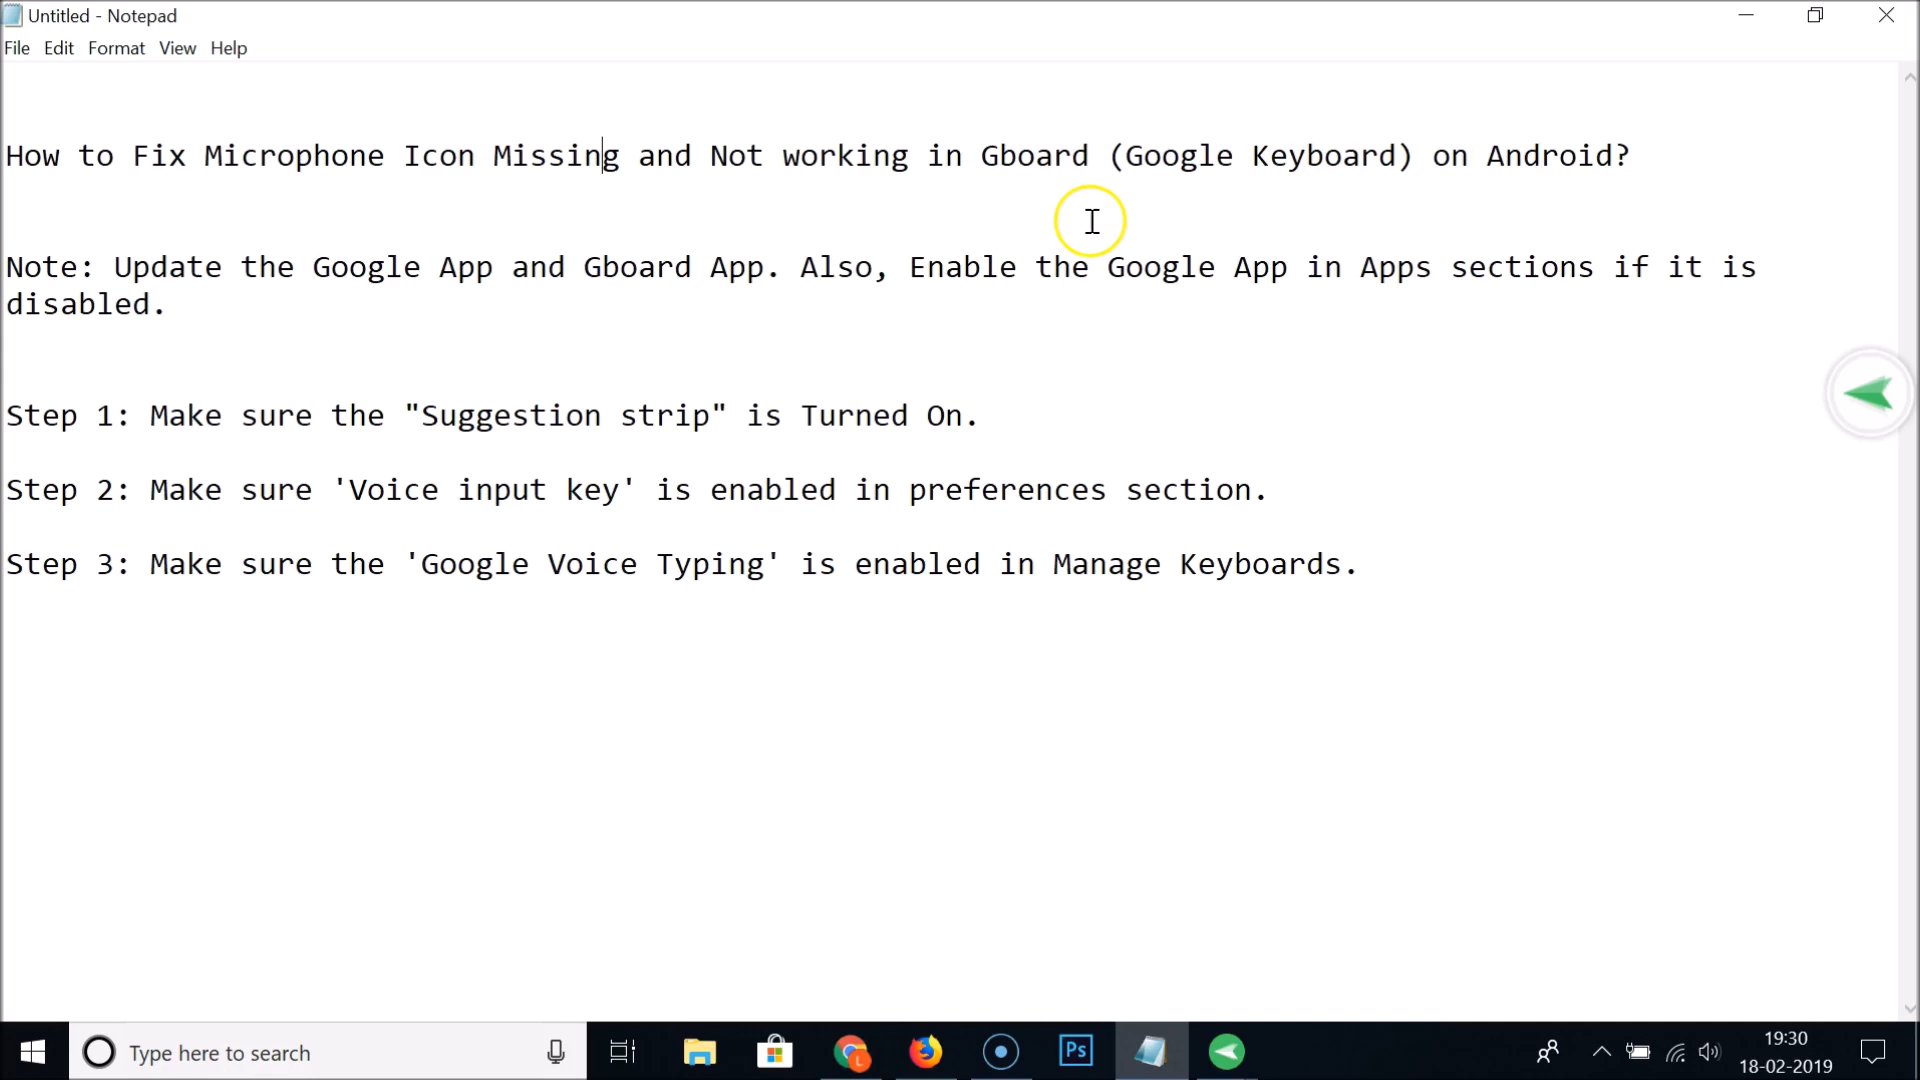 Untitled - Notepad
File Edit Format View Help
How to Fix Microphone Icon Missing and Not working in Gboard (Google Keyboard) on Android?
Note: Update the Google App and Gboard App. Also, Enable the Google App in Apps sections if it is
disabled.
Step 1: Make sure the "Suggestion strip" is Turned On.
Step 2: Make sure 'Voice input key' is enabled in preferences section.
Step 3: Make sure the 'Google Voice Typing' is enabled in Manage Keyboards.
Type here to search
L
Ps
19:30
18-02-2019